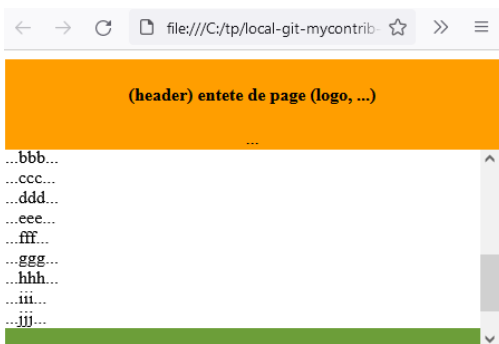 file:///C:/tp/local-git-mycontrib-
(header) entete de page (logo, ...)
...
...bbb...
...ccc...
...ddd...
...eee...
...fff...
...ggg...
...hhh...
...iii...
...jjj...